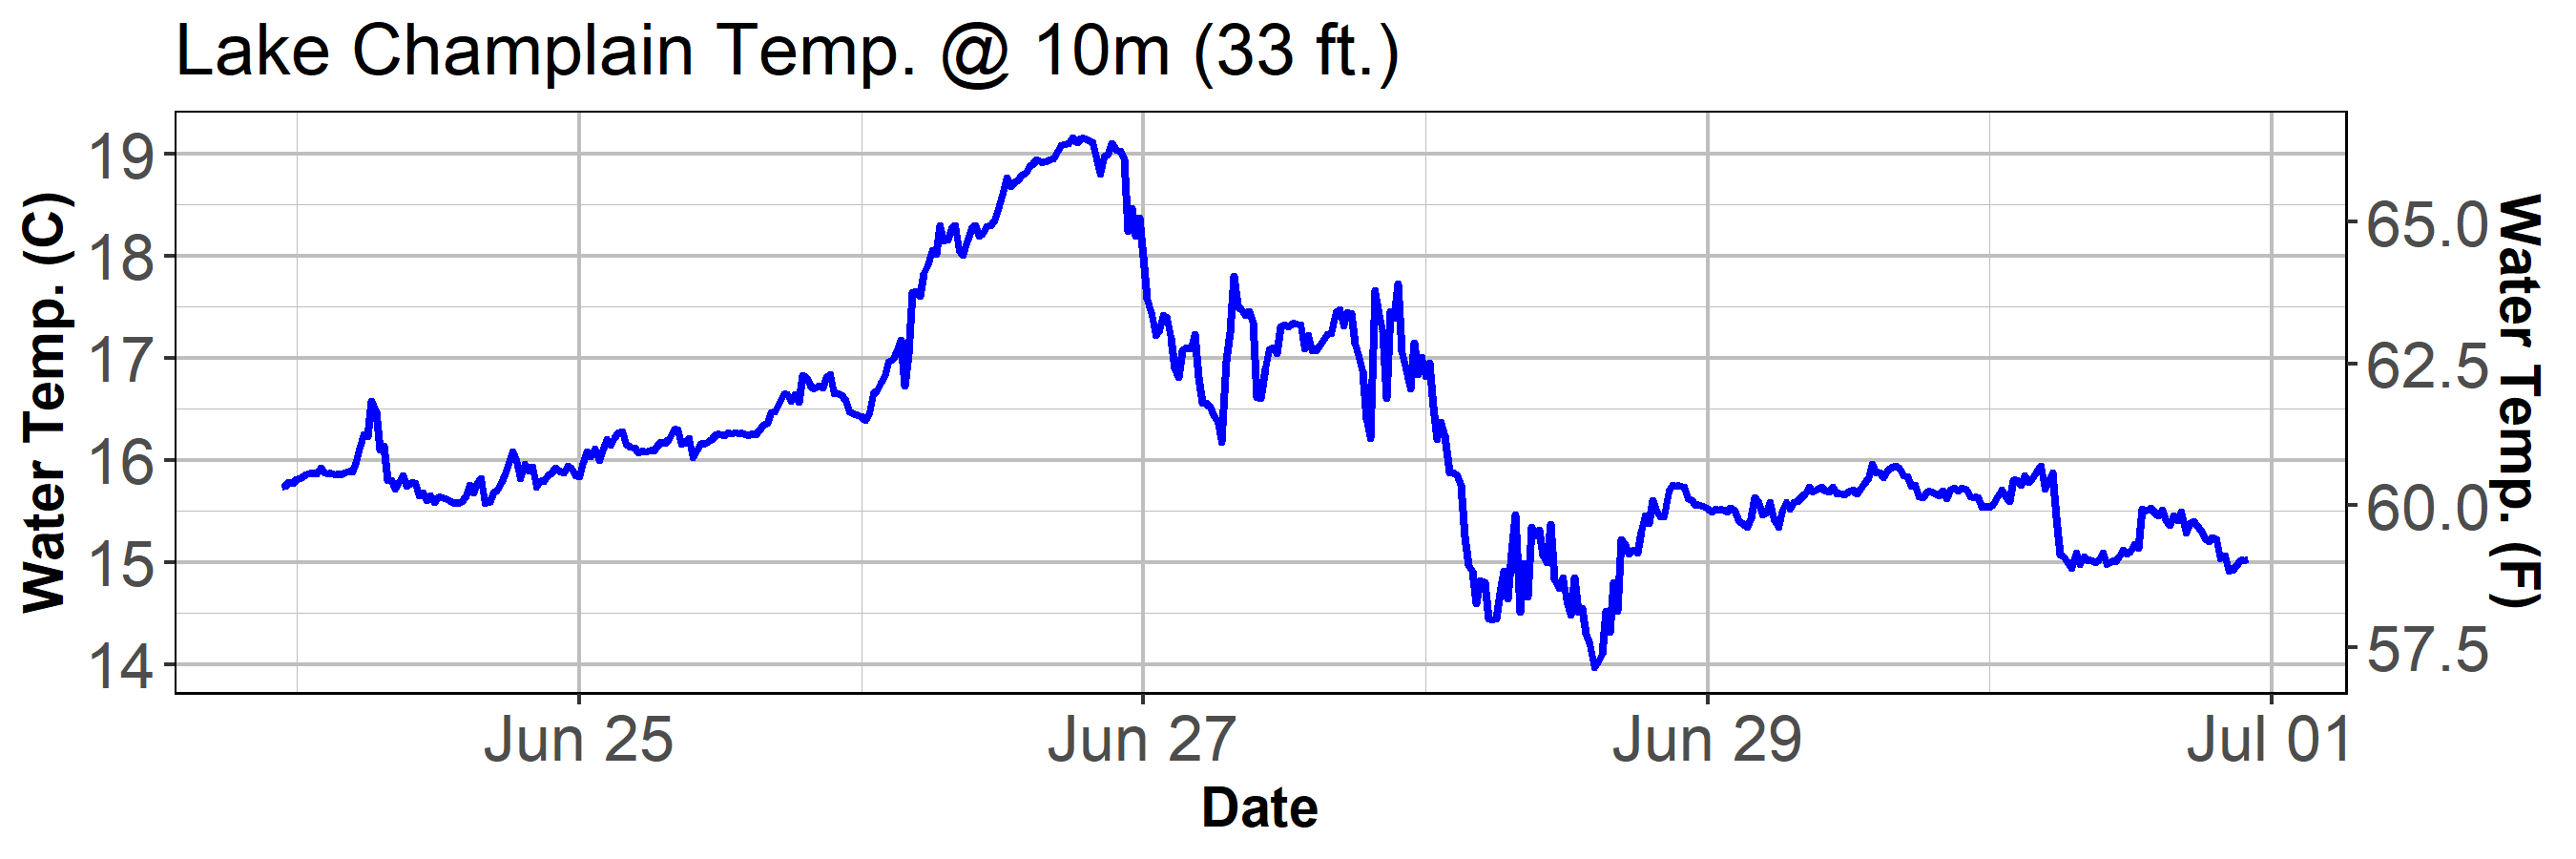 Lake Champlain Temp. @ 10m (33 ft.)
Water Temp. (C)
19
18
17
16
15
14
65.0
62.5
60.0
57.5
Water Temp. (F)
Jun 25
Jun 27
Jun 29
Jul 01
Date